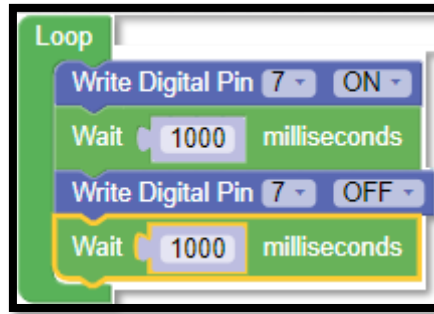 Loop
Write Digital Pin 7 ON
Wait 1000 milliseconds
Write Digital Pin 7 OFF
Wait 1000 milliseconds